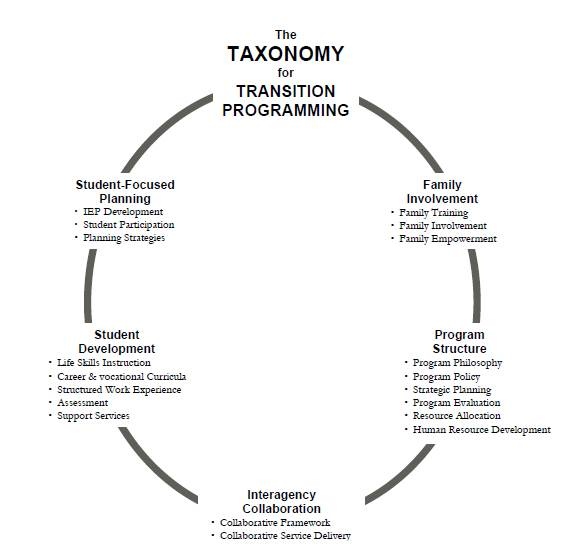 The
TAXONOMY
for
TRANSITION
PROGRAMMING
Student-Focused
Planning
• IEP Development
• Student Participation
• Planning Strategies
Family
Involvement
• Family Training
• Family Involvement
• Family Empowerment
Student
Development
• Life Skills Instruction
• Career & vocational Curricula
• Structured Work Experience
• Assessment
• Support Services
Program
Structure
• Program Philosophy
• Program Policy
• Strategic Planning
• Program Evaluation
• Resource Allocation
• Human Resource Development
Interagency
Collaboration
• Collaborative Framework
• Collaborative Service Delivery